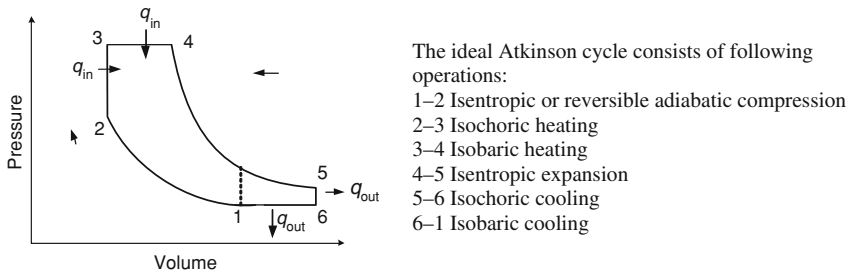 q_in
3
4
q_in
2
Pressure
5
q_out
1
q_out
6
Volume
The ideal Atkinson cycle consists of following
operations:
1–2 Isentropic or reversible adiabatic compression
2–3 Isochoric heating
3–4 Isobaric heating
4–5 Isentropic expansion
5–6 Isochoric cooling
6–1 Isobaric cooling